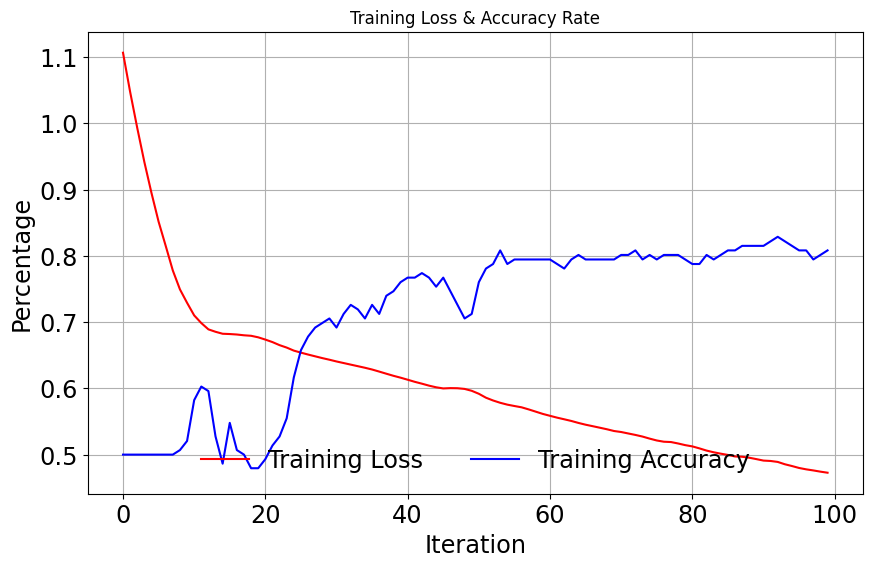 Training Loss & Accuracy Rate
1.1
1.0
0.9
0.8
0.7
0.6
0.5
Percentage
Training Loss Training Accuracy
0 20 40 60 80 100
Iteration